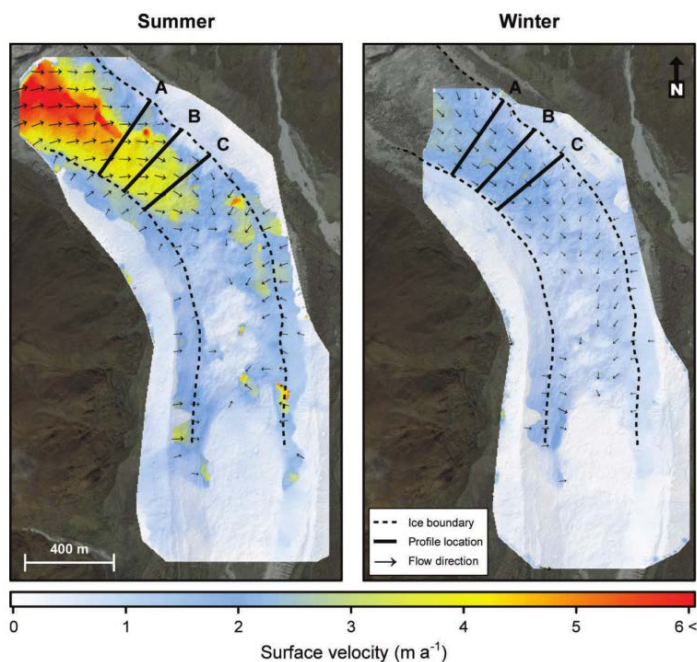 Summer
Winter
A
B
C
A
B
C
N
400 m
Ice boundary
Profile location
Flow direction
0 1 2 3 4 5 6 <
Surface velocity (m a⁻¹)